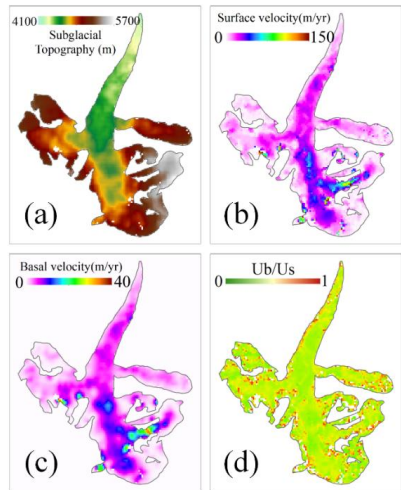 4100 5700
Subglacial
Topography (m)
(a)
Surface velocity(m/yr)
0 150
(b)
Basal velocity(m/yr)
0 40
(c)
Ub/Us
0 1
(d)